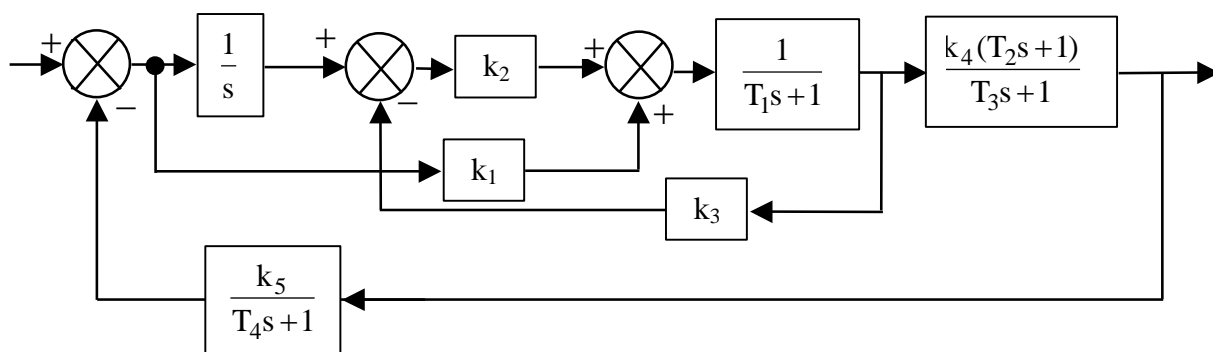 +
−
1
s
+
−
k₂
+
+
1
T₁s+1
k₄(T₂s+1)
T₃s+1
k₁
k₃
k₅
T₄s+1